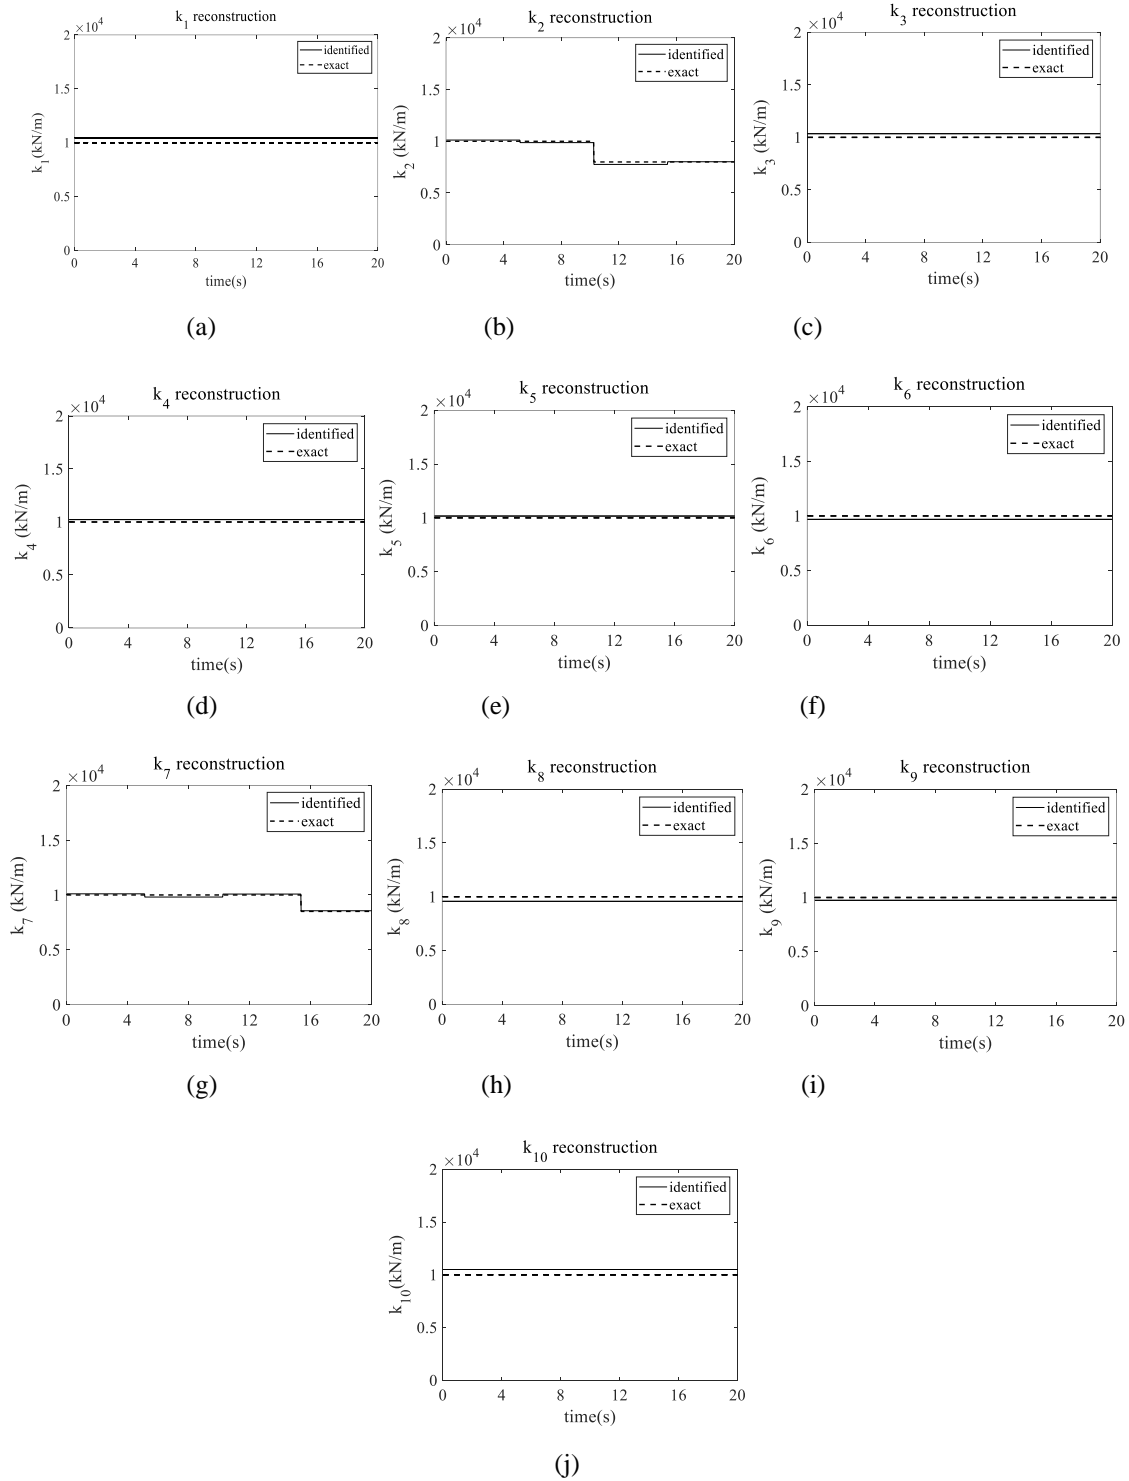 k1 reconstruction
×10^4
2
1.5
1
0.5
0
k1(kN/m)
identified
exact
0 4 8 12 16 20
time(s)
(a)
k2 reconstruction
×10^4
2
1.5
1
0.5
0
k2 (kN/m)
identified
exact
0 4 8 12 16 20
time(s)
(b)
k3 reconstruction
×10^4
2
1.5
1
0.5
0
k3 (kN/m)
identified
exact
0 4 8 12 16 20
time(s)
(c)
k4 reconstruction
×10^4
2
1.5
1
0.5
0
k4 (kN/m)
identified
exact
0 4 8 12 16 20
time(s)
(d)
k5 reconstruction
×10^4
2
1.5
1
0.5
0
k5 (kN/m)
identified
exact
0 4 8 12 16 20
time(s)
(e)
k6 reconstruction
×10^4
2
1.5
1
0.5
0
k6 (kN/m)
identified
exact
0 4 8 12 16 20
time(s)
(f)
k7 reconstruction
×10^4
2
1.5
1
0.5
0
k7 (kN/m)
identified
exact
0 4 8 12 16 20
time(s)
(g)
k8 reconstruction
×10^4
2
1.5
1
0.5
0
k8 (kN/m)
identified
exact
0 4 8 12 16 20
time(s)
(h)
k9 reconstruction
×10^4
2
1.5
1
0.5
0
k9 (kN/m)
identified
exact
0 4 8 12 16 20
time(s)
(i)
k10 reconstruction
×10^4
2
1.5
1
0.5
0
k10(kN/m)
identified
exact
0 4 8 12 16 20
time(s)
(j)